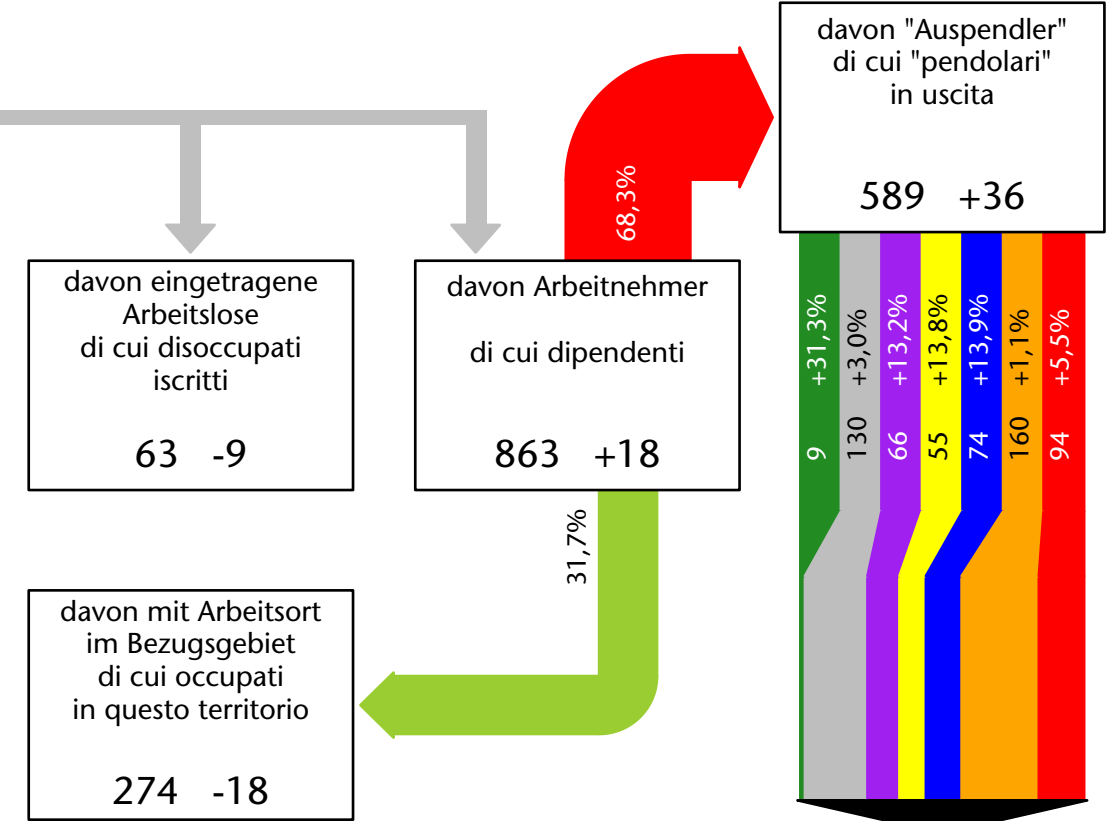 davon "Auspendler"
di cui "pendolari"
in uscita
589 +36
68,3%
davon eingetragene
Arbeitslose
di cui disoccupati
iscritti
63 -9
davon Arbeitnehmer
di cui dipendenti
863 +18
9 +31,3%
130 +3,0%
66 +13,2%
55 +13,8%
74 +13,9%
160 +1,1%
94 +5,5%
31,7%
davon mit Arbeitsort
im Bezugsgebiet
di cui occupati
in questo territorio
274 -18